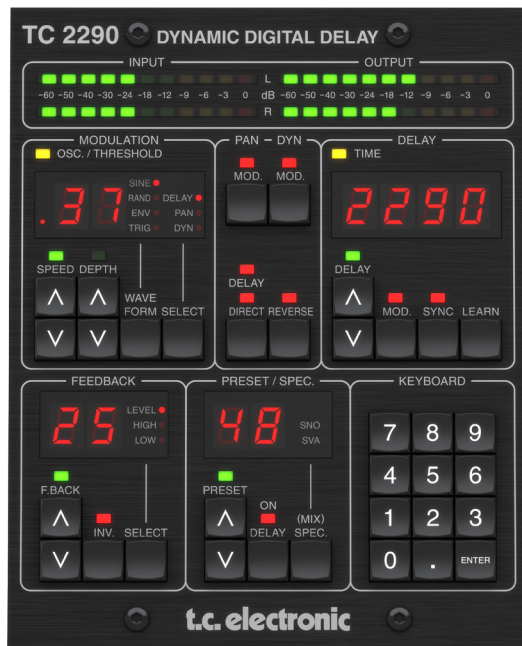 TC 2290 DYNAMIC DIGITAL DELAY
INPUT OUTPUT
L
-60 -50 -40 -30 -24 -18 -12 -9 -6 -3 0 dB -60 -50 -40 -30 -24 -18 -12 -9 -6 -3 0
R
MODULATION PAN DYN DELAY
OSC. / THRESHOLD
MOD. MOD.
TIME
.37
SINE
RAND DELAY
ENV PAN
TRIG DYN
2290
SPEED DEPTH
WAVE
FORM SELECT
DELAY
DIRECT REVERSE
DELAY
MOD. SYNC LEARN
FEEDBACK PRESET / SPEC. KEYBOARD
25
LEVEL
HIGH
LOW
48
SNO
SVA
7 8 9
4 5 6
1 2 3
0 . ENTER
F.BACK
INV. SELECT
PRESET
ON
DELAY
(MIX)
SPEC.
t.c. electronic